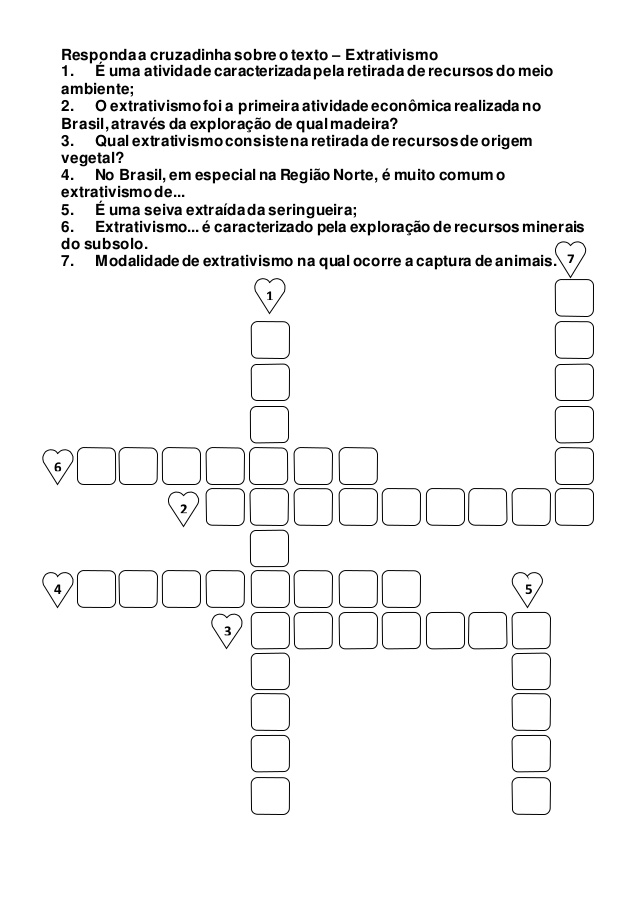 Responda a cruzadinha sobre o texto – Extrativismo
1. É uma atividade caracterizada pela retirada de recursos do meio
ambiente;
2. O extrativismo foi a primeira atividade econômica realizada no
Brasil, através da exploração de qual madeira?
3. Qual extrativismo consiste na retirada de recursos de origem
vegetal?
4. No Brasil, em especial na Região Norte, é muito comum o
extrativismo de...
5. É uma seiva extraída da seringueira;
6. Extrativismo... é caracterizado pela exploração de recursos minerais
do subsolo.
7. Modalidade de extrativismo na qual ocorre a captura de animais.
7
1
6
2
4
5
3